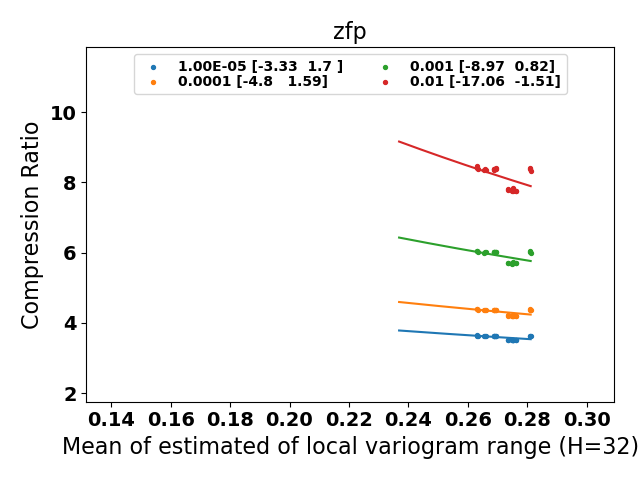 zfp
1.00E-05 [-3.33  1.7 ]
0.0001 [-4.8   1.59]
0.001 [-8.97  0.82]
0.01 [-17.06  -1.51]
Compression Ratio
10
8
6
4
2
0.14 0.16 0.18 0.20 0.22 0.24 0.26 0.28 0.30
Mean of estimated of local variogram range (H=32)